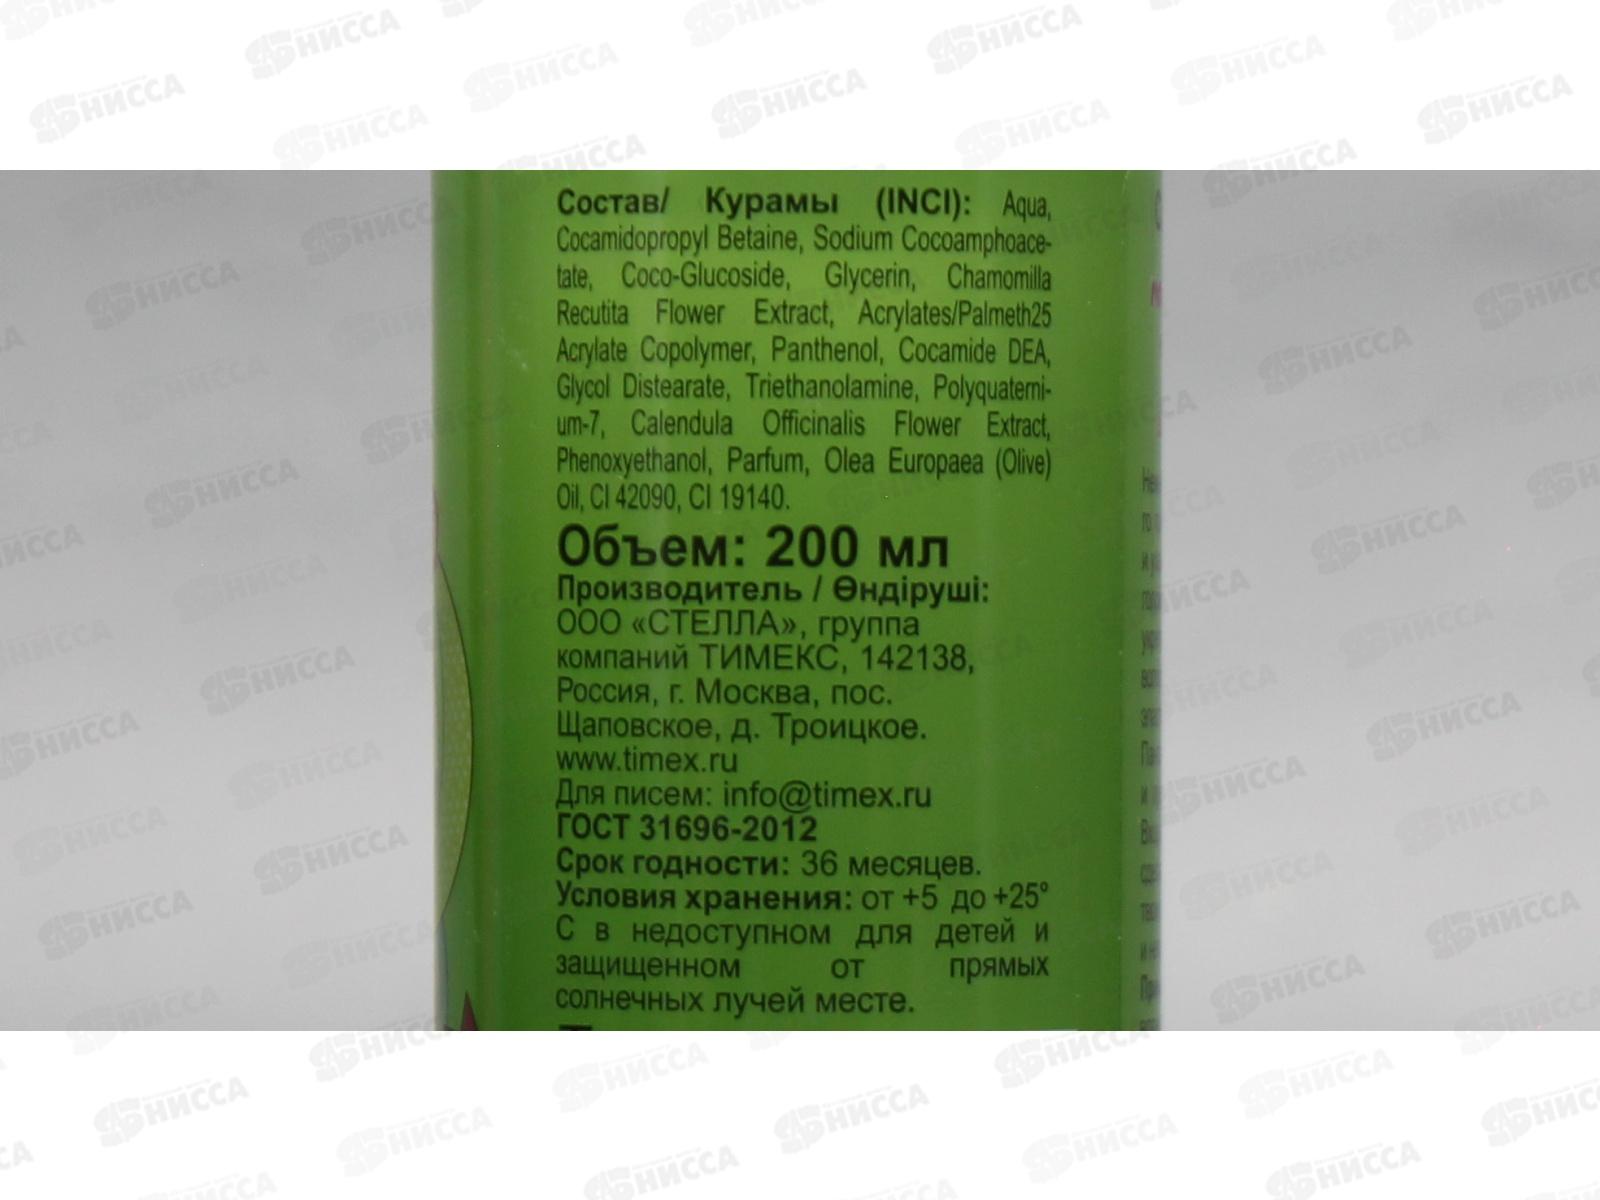 Состав/ Курамы (INCI): Aqua,
Cocamidopropyl Betaine, Sodium Cocoamphoace-
tate, Coco-Glucoside, Glycerin, Chamomilla
Recutita Flower Extract, Acrylates/Palmeth25
Acrylate Copolymer, Panthenol, Cocamide DEA,
Glycol Distearate, Triethanolamine, Polyquaterni-
um-7, Calendula Officinalis Flower Extract,
Phenoxyethanol, Parfum, Olea Europaea (Olive)
Oil, CI 42090, CI 19140.
Объем: 200 мл
Производитель / Өндіруші:
ООО «СТЕЛЛА», группа
компаний ТИМЕКС, 142138,
Россия, г. Москва, пос.
Щаповское, д. Троицкое.
www.timex.ru
Для писем: info@timex.ru
ГОСТ 31696-2012
Срок годности: 36 месяцев.
Условия хранения: от +5 до +25°
С в недоступном для детей и
защищенном от прямых
солнечных лучей месте.